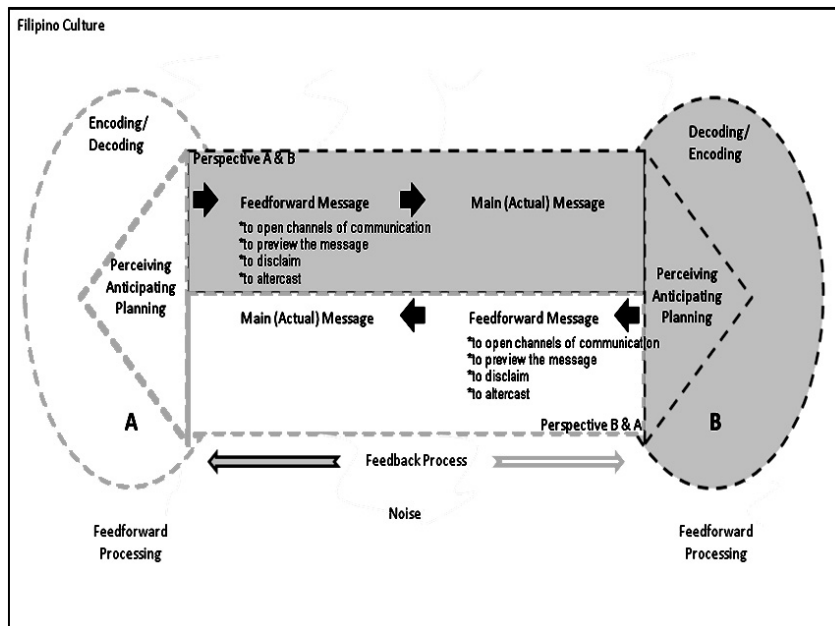 Filipino Culture
Encoding/
Decoding
Decoding/
Encoding
Perspective A & B
Feedforward Message
Main (Actual) Message
*to open channels of communication
*to preview the message
*to disclaim
*to altercast
Perceiving
Anticipating
Planning
Perceiving
Anticipating
Planning
Main (Actual) Message
Feedforward Message
*to open channels of communication
*to preview the message
*to disclaim
*to altercast
A
B
Perspective B & A
Feedback Process
Noise
Feedforward
Processing
Feedforward
Processing